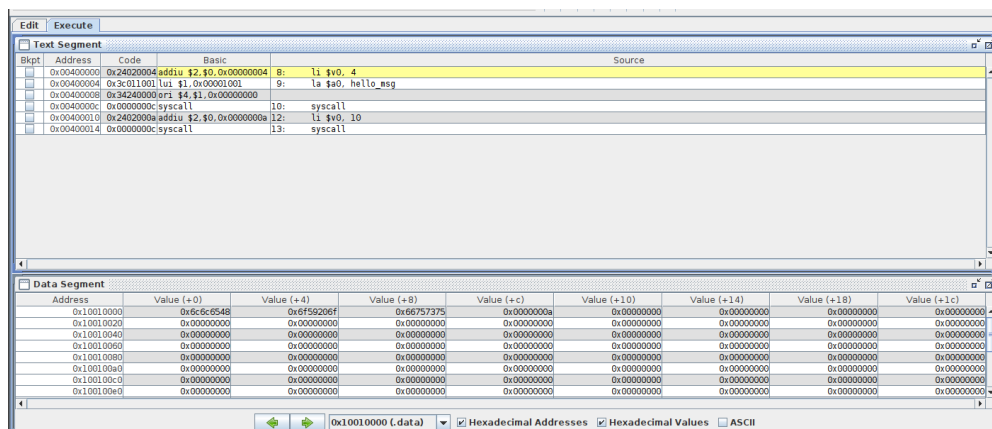 Edit Execute
Text Segment
Bkpt Address Code Basic Source
0x00400000 0x24020004 addiu $2,$0,0x00000004 8: li $v0, 4
0x00400004 0x3c011001 lui $1,0x00001001 9: la $a0, hello_msg
0x00400008 0x34240000 ori $4,$1,0x00000000
0x0040000c 0x0000000c syscall 10: syscall
0x00400010 0x2402000a addiu $2,$0,0x0000000a 12: li $v0, 10
0x00400014 0x0000000c syscall 13: syscall
Data Segment
Address Value (+0) Value (+4) Value (+8) Value (+c) Value (+10) Value (+14) Value (+18) Value (+1c)
0x10010000 0x6c6c6548 0x6f59206f 0x66757375 0x0000000a 0x00000000 0x00000000 0x00000000 0x00000000
0x10010020 0x00000000 0x00000000 0x00000000 0x00000000 0x00000000 0x00000000 0x00000000 0x00000000
0x10010040 0x00000000 0x00000000 0x00000000 0x00000000 0x00000000 0x00000000 0x00000000 0x00000000
0x10010060 0x00000000 0x00000000 0x00000000 0x00000000 0x00000000 0x00000000 0x00000000 0x00000000
0x10010080 0x00000000 0x00000000 0x00000000 0x00000000 0x00000000 0x00000000 0x00000000 0x00000000
0x100100a0 0x00000000 0x00000000 0x00000000 0x00000000 0x00000000 0x00000000 0x00000000 0x00000000
0x100100c0 0x00000000 0x00000000 0x00000000 0x00000000 0x00000000 0x00000000 0x00000000 0x00000000
0x100100e0 0x00000000 0x00000000 0x00000000 0x00000000 0x00000000 0x00000000 0x00000000 0x00000000
0x10010000 (.data) Hexadecimal Addresses Hexadecimal Values ASCII